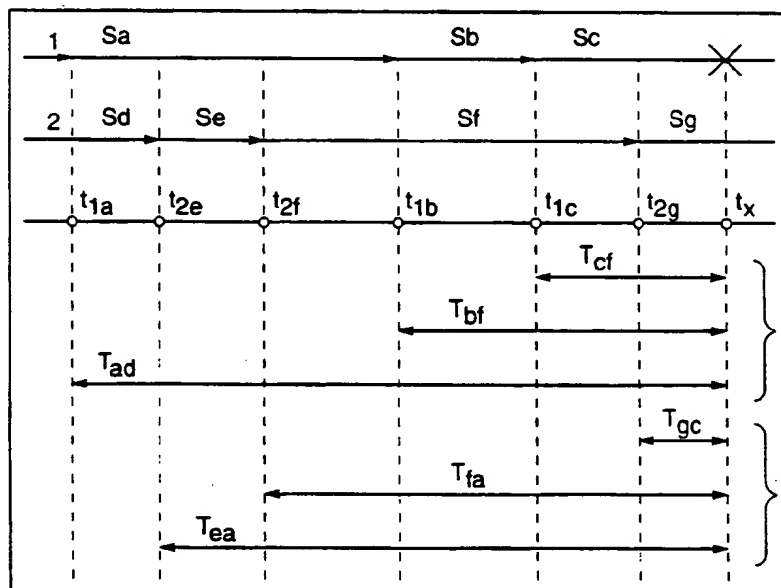 1 Sa Sb Sc
2 Sd Se Sf Sg
t1a t2e t2f t1b t1c t2g tx
Tcf
Tbf
Tad
Tgc
Tfa
Tea